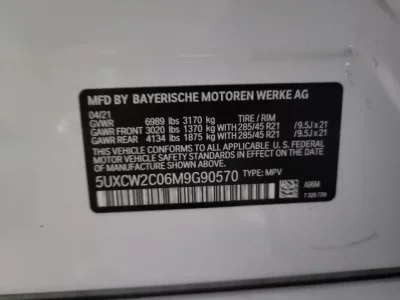 MFD BY BAYERISCHE MOTOREN WERKE AG
04/21
GVWR 6989 lbs 3170 kg TIRE / RIM
GAWR FRONT 3020 lbs 1370 kg WITH 285/45 R21 /9.5J x 21
GAWR REAR 4134 lbs 1875 kg WITH 285/45 R21 /9.5J x 21
THIS VEHICLE CONFORMS TO ALL APPLICABLE U.S. FEDERAL
MOTOR VEHICLE SAFETY STANDARDS IN EFFECT ON THE DATE
OF MANUFACTURE SHOWN ABOVE.
5UXCW2C06M9G90570 TYPE: MPV A96M